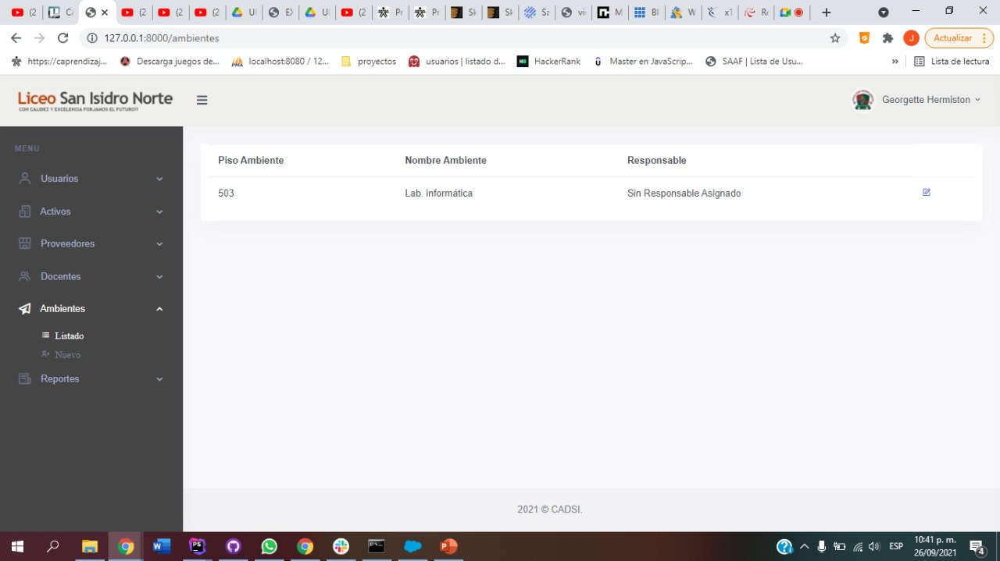 (2 C (2 (2 (2 U E U (2 Pr Pr Sk Sk Sa vi M Bl W x1 Re
127.0.0.1:8000/ambientes
J
Actualizar
https://caprendizaj... Descarga juegos de... localhost:8080 / 12... proyectos usuarios | listado d... HackerRank Master en JavaScrip... SAAF | Lista de Usu... » Lista de lectura
Liceo San Isidro Norte
CON CALIDEZ Y EXCELENCIA FORJAMOS EL FUTURO!!
Georgette Hermiston
MENU
Usuarios
Activos
Proveedores
Docentes
Ambientes
Listado
Nuevo
Reportes
Piso Ambiente Nombre Ambiente Responsable
503 Lab. informática Sin Responsable Asignado
2021 © CADSI.
ESP
10:41 p. m.
26/09/2021
4